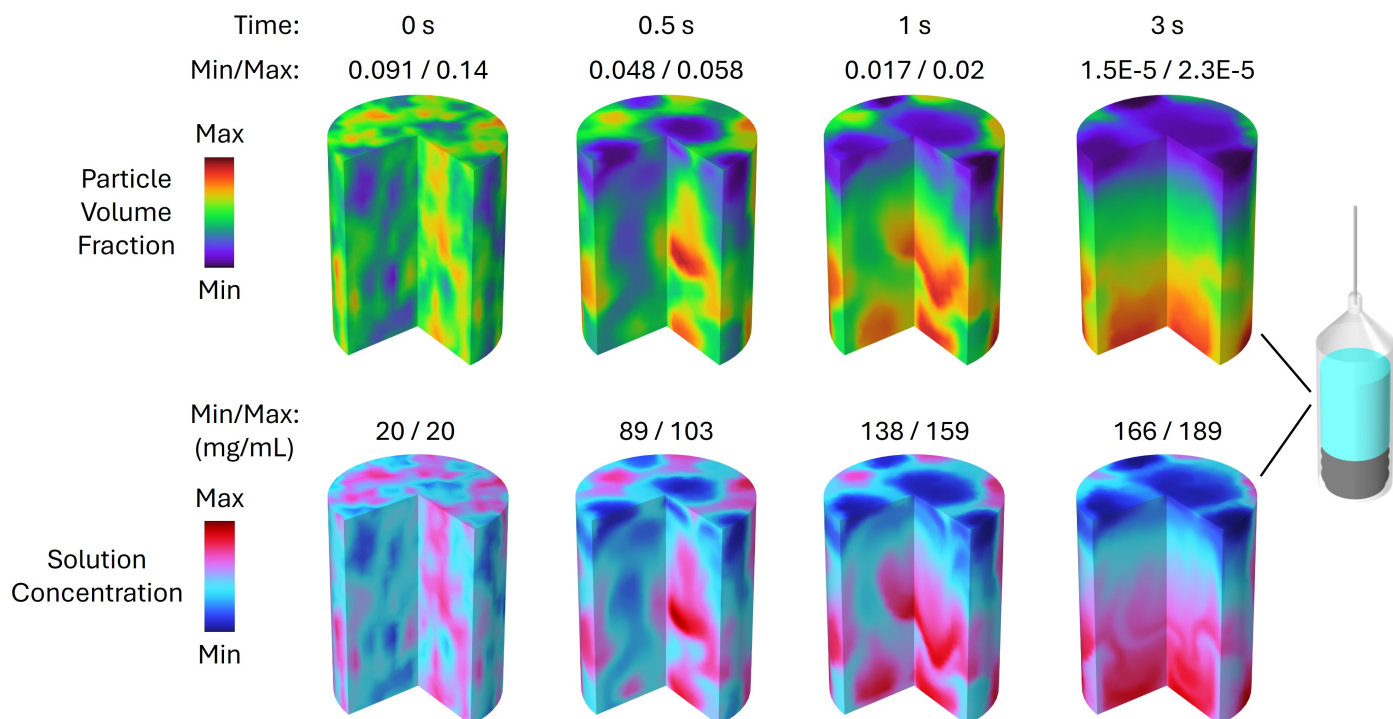 Time: 0 s 0.5 s 1 s 3 s
Min/Max: 0.091 / 0.14 0.048 / 0.058 0.017 / 0.02 1.5E-5 / 2.3E-5
Max
Particle
Volume
Fraction
Min
Min/Max:
(mg/mL) 20 / 20 89 / 103 138 / 159 166 / 189
Max
Solution
Concentration
Min